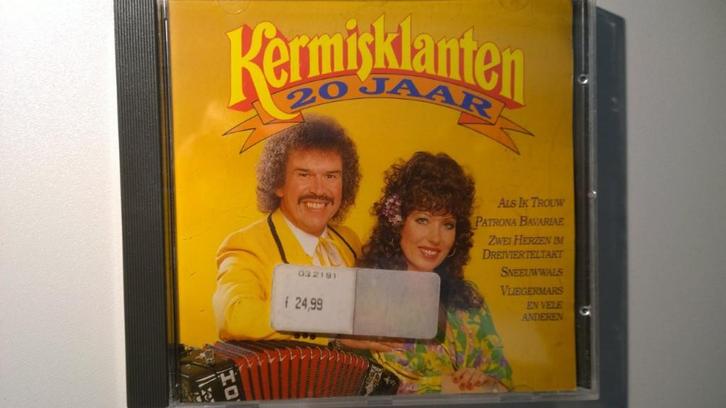 Kermisklanten
20 JAAR
ALS IK TROUW
PATRONA BAVARIAE
ZWEI HERZEN IM
DREIVIERTELTAKT
SNEEUWWALS
VLIEGERMARS
EN VELE
ANDEREN
032191
f 24,99